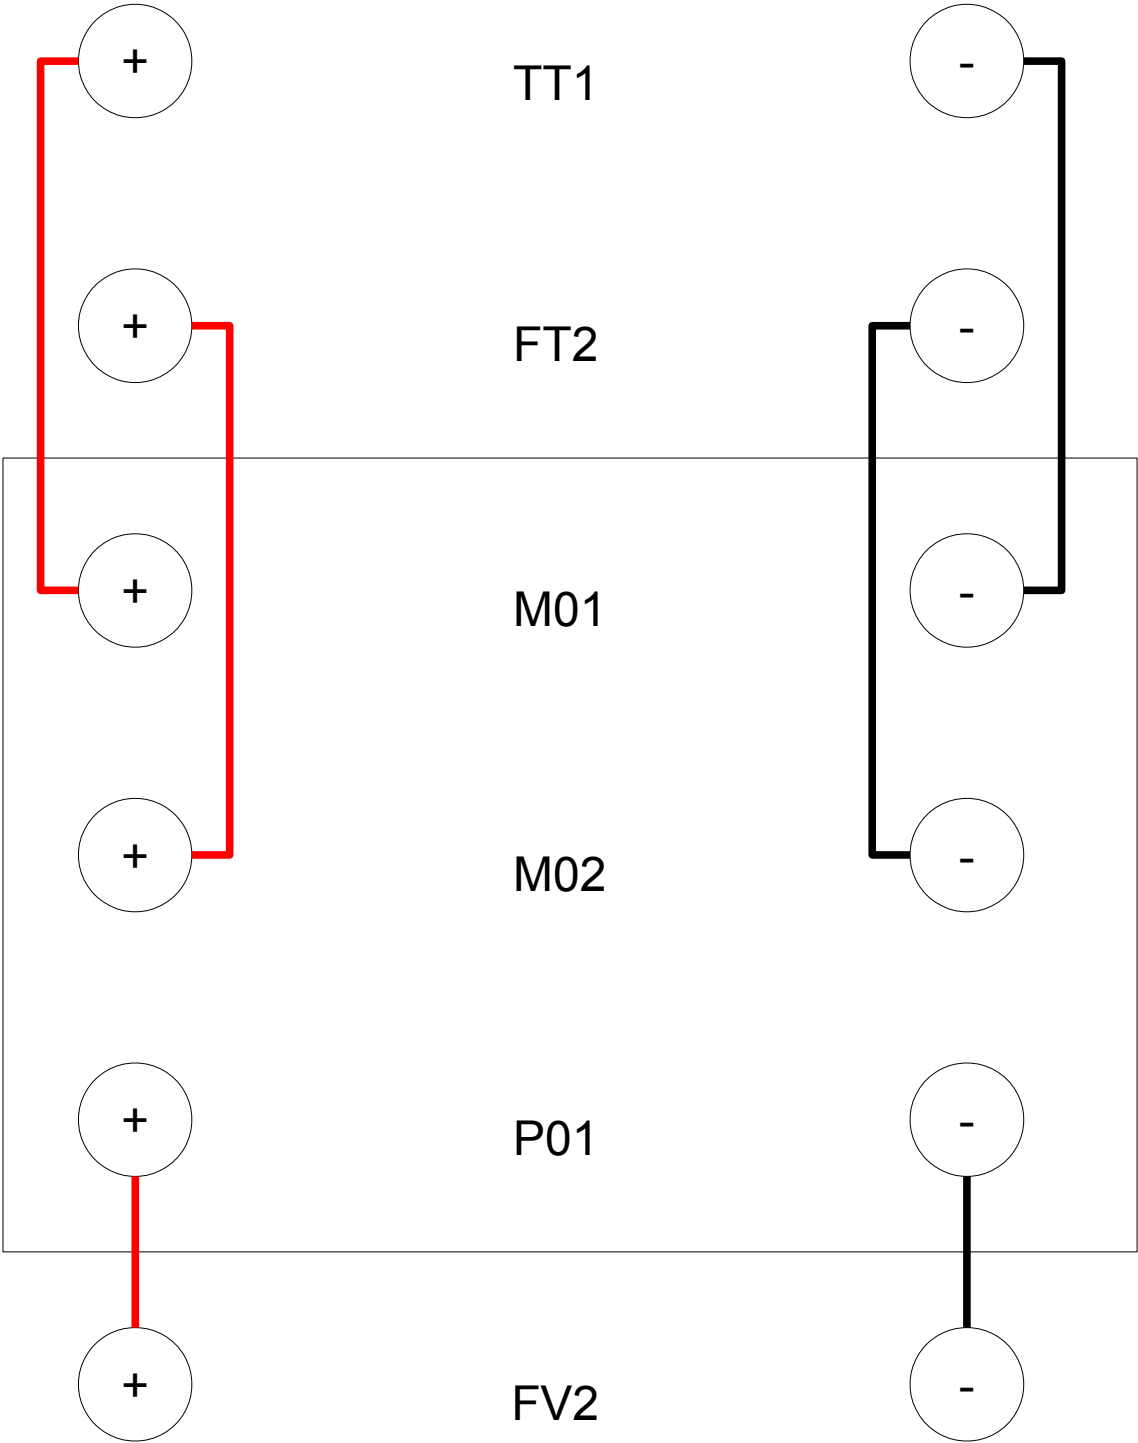 + TT1 -
+ FT2 -
+ M01 -
+ M02 -
+ P01 -
+ FV2 -